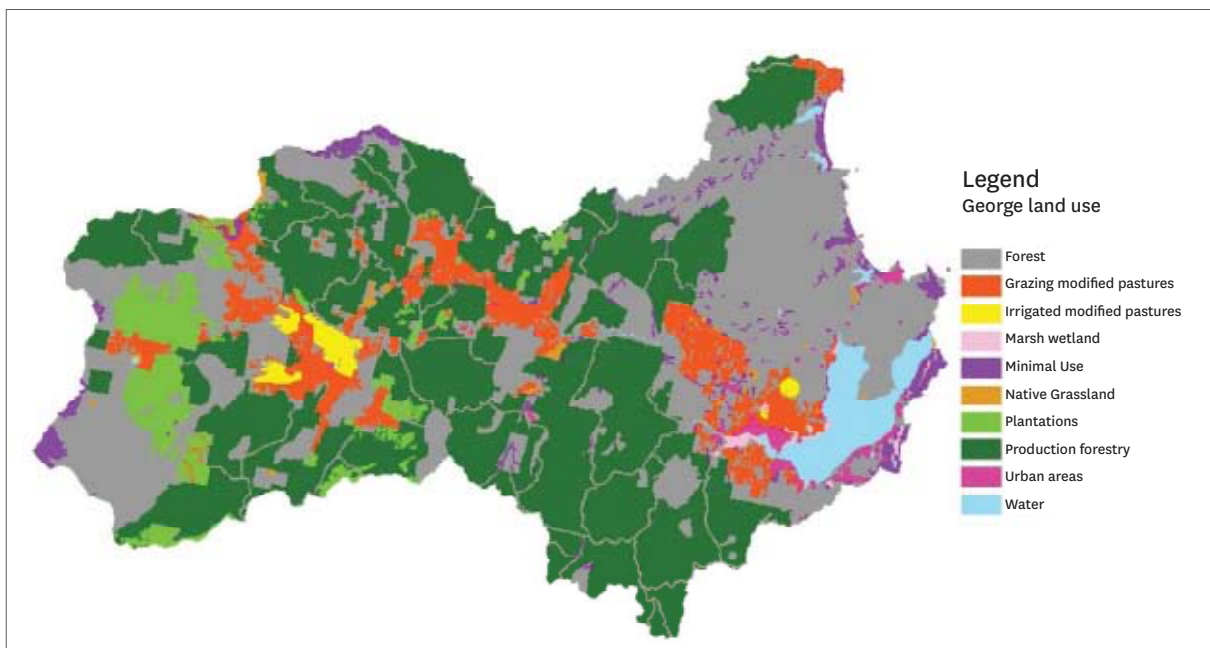 Legend
George land use
Forest
Grazing modified pastures
Irrigated modified pastures
Marsh wetland
Minimal Use
Native Grassland
Plantations
Production forestry
Urban areas
Water